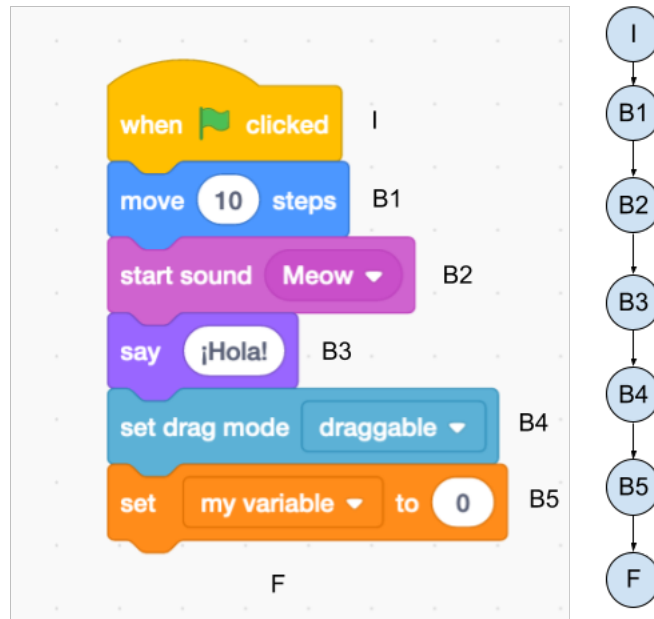 when clicked I
move 10 steps B1
start sound Meow B2
say ¡Hola! B3
set drag mode draggable B4
set my variable to 0 B5
F
I
B1
B2
B3
B4
B5
F